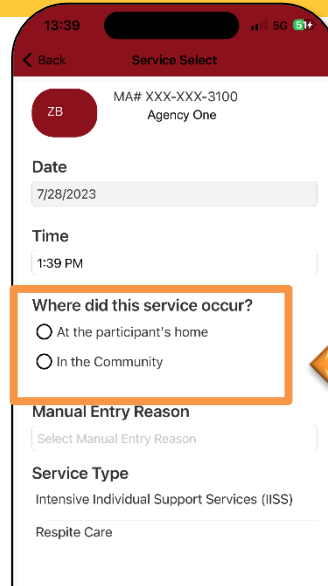 13:39 5G 51
Back Service Select
ZB
MA# XXX-XXX-3100
Agency One
Date
7/28/2023
Time
1:39 PM
Where did this service occur?
At the participant's home
In the Community
Manual Entry Reason
Select Manual Entry Reason
Service Type
Intensive Individual Support Services (IISS)
Respite Care